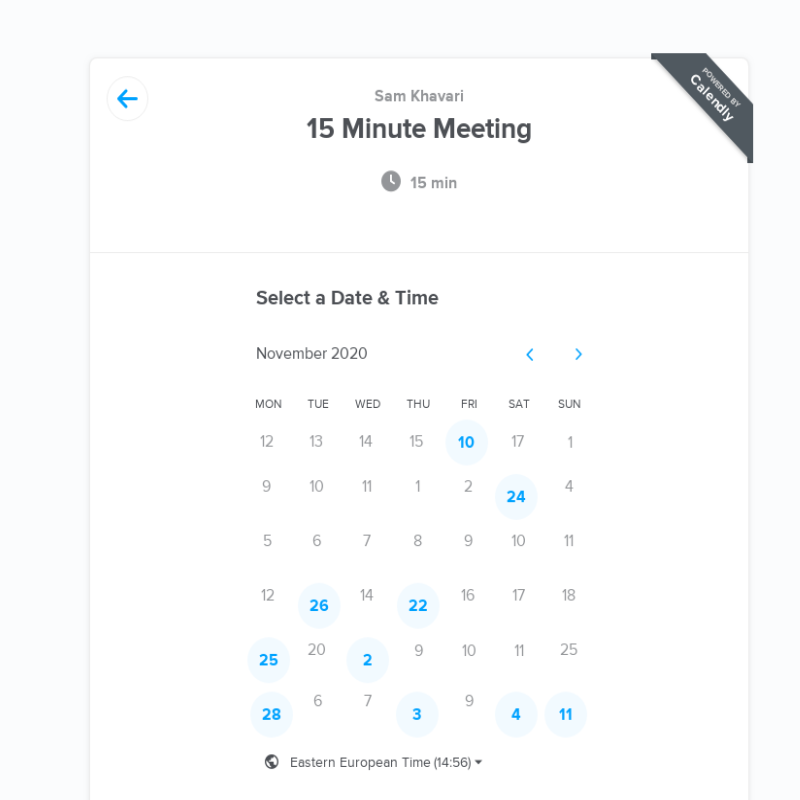 POWERED BY
Calendly
Sam Khavari
15 Minute Meeting
15 min
Select a Date & Time
November 2020
MON TUE WED THU FRI SAT SUN
12 13 14 15 10 17 1
9 10 11 1 2 24 4
5 6 7 8 9 10 11
12 26 14 22 16 17 18
25 20 2 9 10 11 25
28 6 7 3 9 4 11
Eastern European Time (14:56)